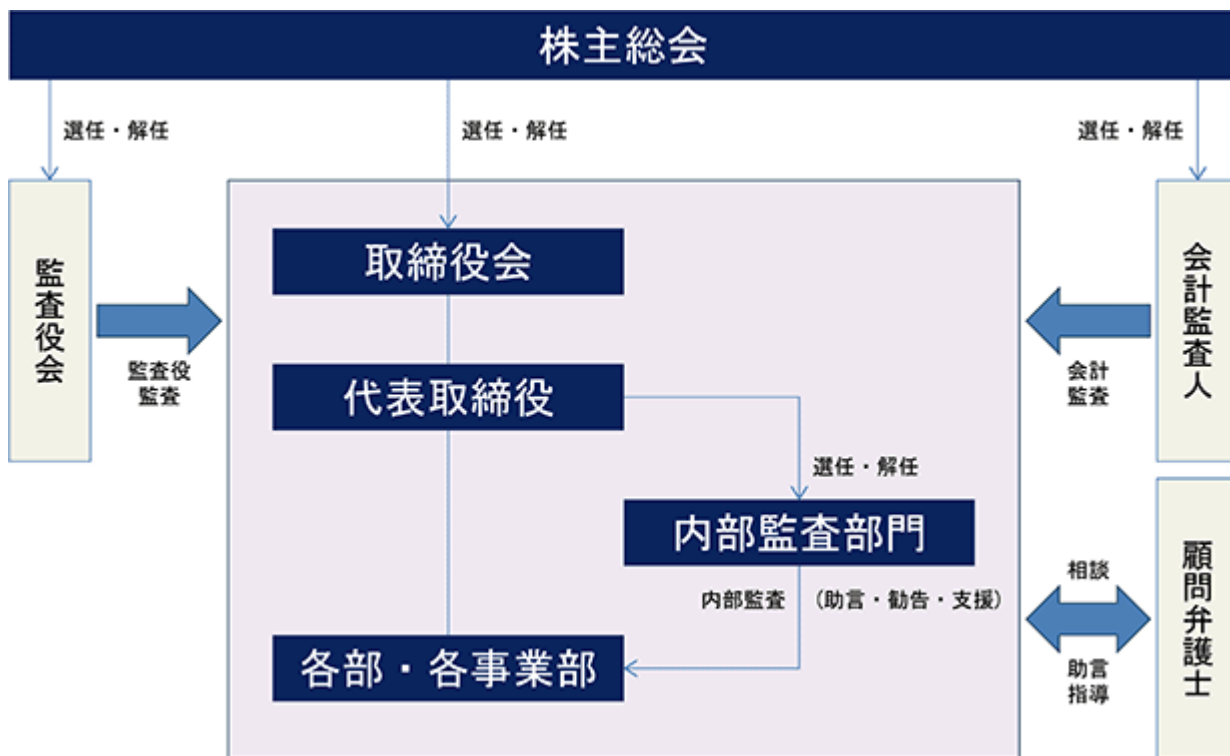 株主総会
選任・解任
選任・解任
選任・解任
監査役会
取締役会
会計監査人
監査役
監査
代表取締役
会計
監査
選任・解任
内部監査部門
顧問弁護士
相談
内部監査
(助言・勧告・支援)
各部・各事業部
助言
指導